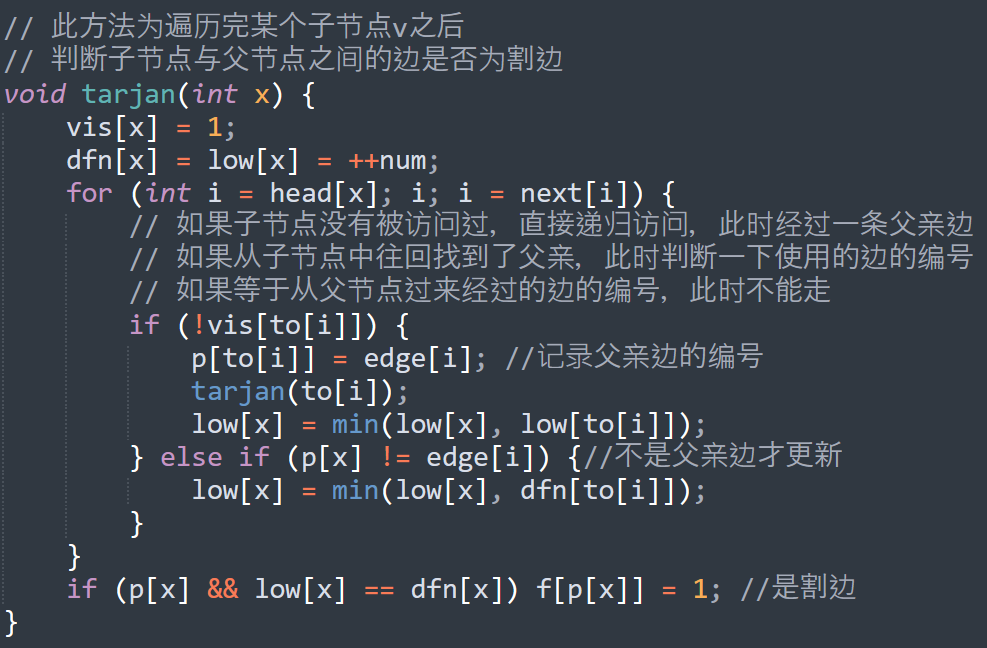 // 此方法为遍历完某个子节点v之后
// 判断子节点与父节点之间的边是否为割边
void tarjan(int x) {
    vis[x] = 1;
    dfn[x] = low[x] = ++num;
    for (int i = head[x]; i; i = next[i]) {
        // 如果子节点没有被访问过, 直接递归访问, 此时经过一条父亲边
        // 如果从子节点中往回找到了父亲, 此时判断一下使用的边的编号
        // 如果等于从父节点过来经过的边的编号, 此时不能走
        if (!vis[to[i]]) {
            p[to[i]] = edge[i]; //记录父亲边的编号
            tarjan(to[i]);
            low[x] = min(low[x], low[to[i]]);
        } else if (p[x] != edge[i]) {//不是父亲边才更新
            low[x] = min(low[x], dfn[to[i]]);
        }
    }
    if (p[x] && low[x] == dfn[x]) f[p[x]] = 1; //是割边
}